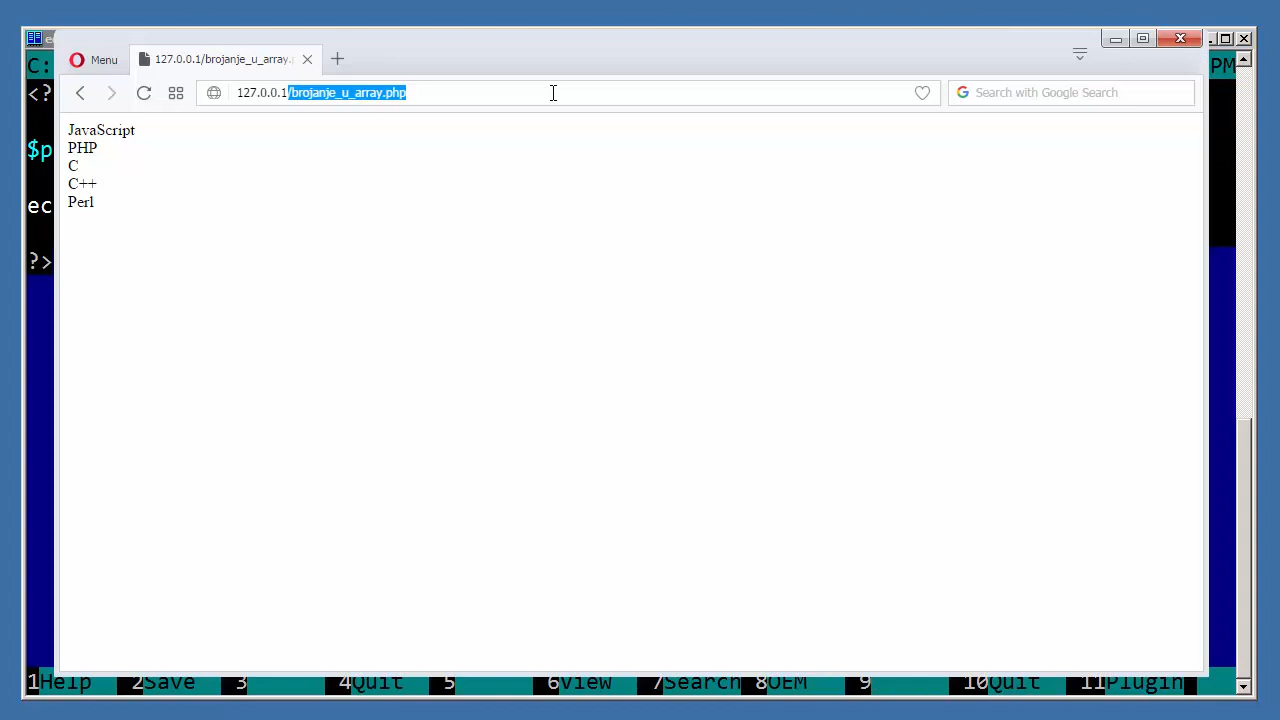 Menu
127.0.0.1/brojanje_u_array.
127.0.0.1/brojanje_u_array.php
Search with Google Search
JavaScript
PHP
C
C++
Perl
C:
PM
<?
$p
ec
?>
1Help 2Save 3 4Quit 5 6View 7Search 8OEM 9 10Quit 11Plugin